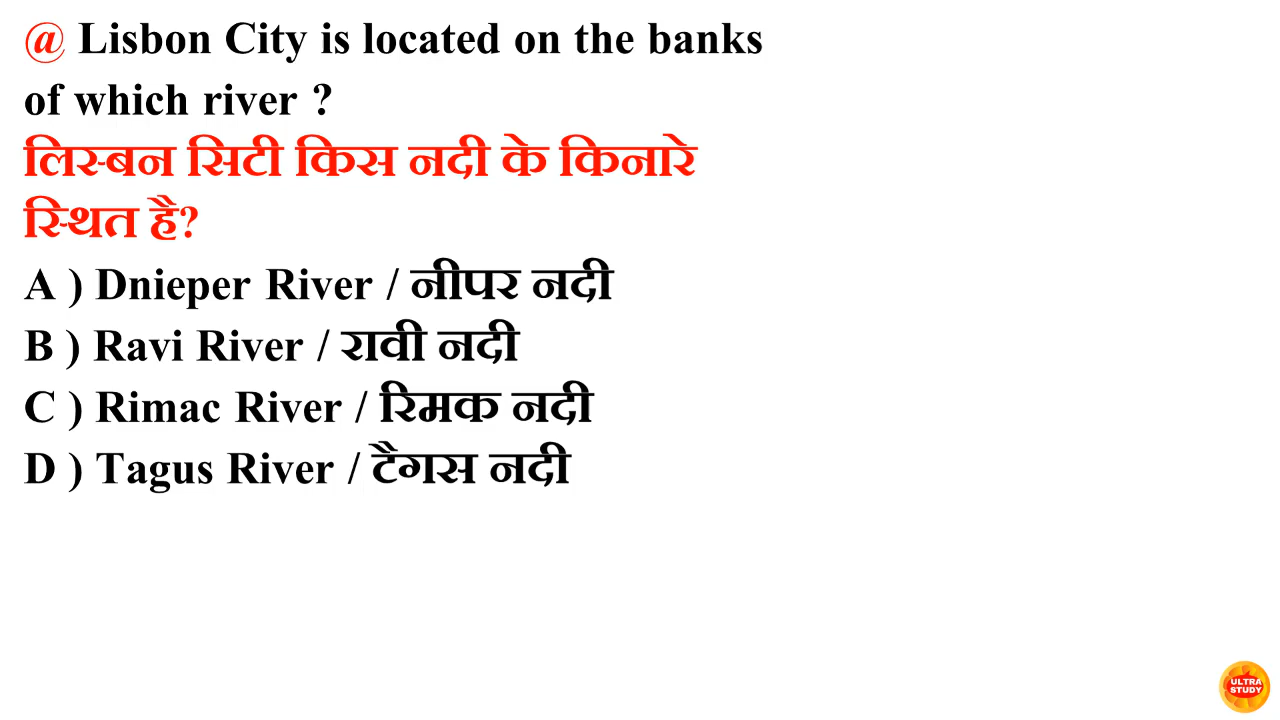 @ Lisbon City is located on the banks
of which river ?
लिस्बन सिटी किस नदी के किनारे
स्थित है?
A ) Dnieper River / नीपर नदी
B ) Ravi River / रावी नदी
C ) Rimac River / रिमक नदी
D ) Tagus River / टैगस नदी
ULTRA
STUDY